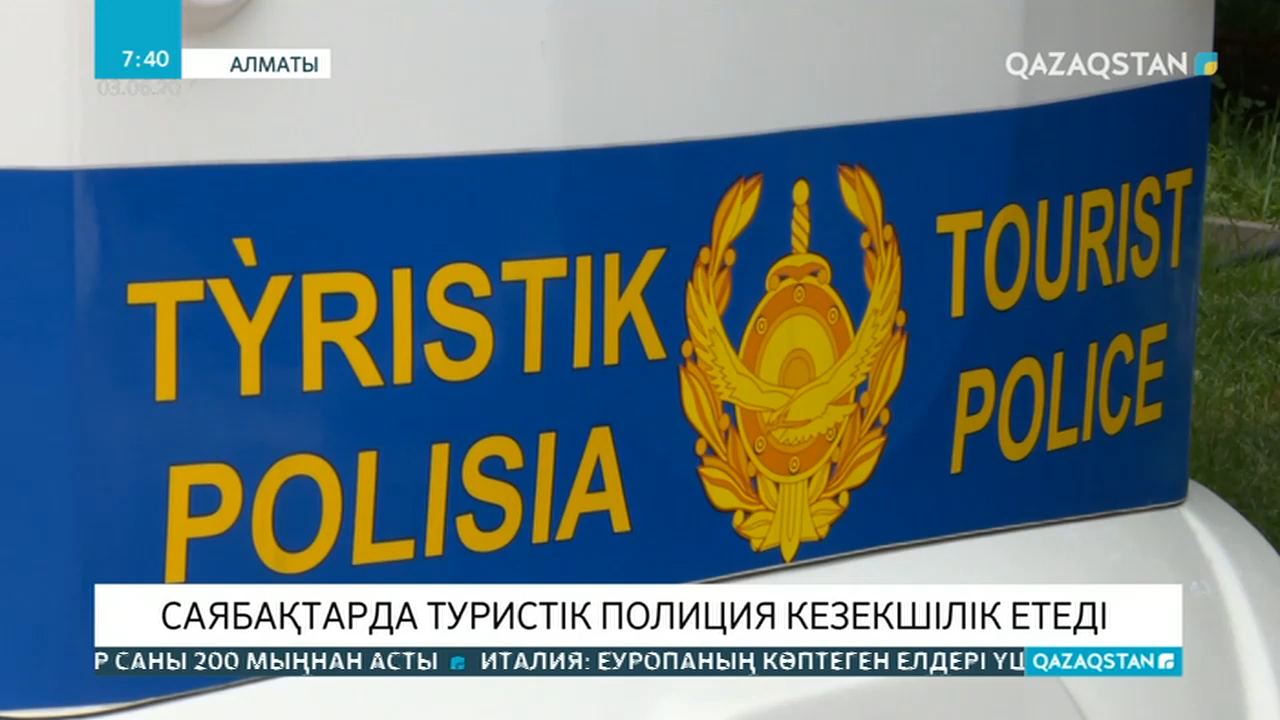 7:40
АЛМАТЫ
QAZAQSTAN
TỲRISTIK
POLISIA
TOURIST
POLICE
САЯБАҚТАРДА ТУРИСТІК ПОЛИЦИЯ КЕЗЕКШІЛІК ЕТЕДІ
САНЫ 200 МЫҢНАН АСТЫ ИТАЛИЯ: ЕУРОПАНЫҢ КӨПТЕГЕН ЕЛДЕРІ
QAZAQSTAN